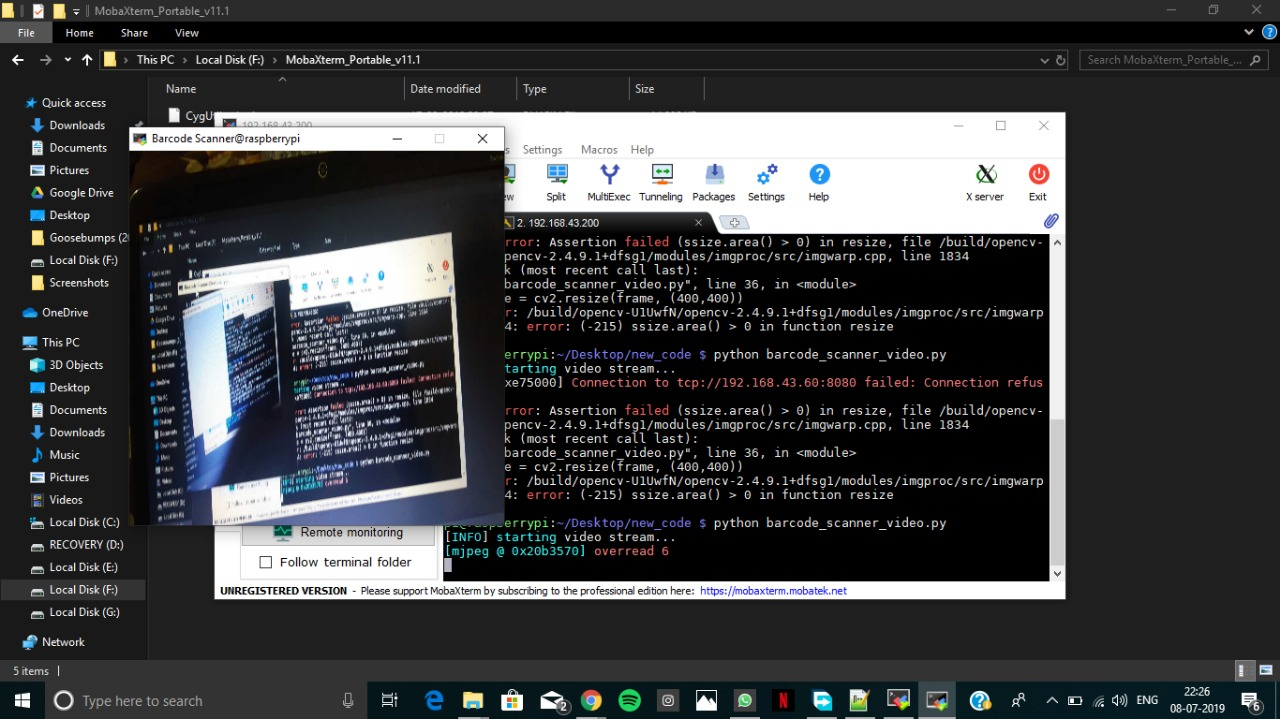 MobaXterm_Portable_v11.1
File
Home
Share
View
This PC
Local Disk (F:)
MobaXterm_Portable_v11.1
Search MobaXterm_Portable_...
Name
Date modified
Type
Size
Quick access
Downloads
Documents
Pictures
Google Drive
Desktop
Goosebumps (20
Local Disk (F:)
Screenshots
OneDrive
This PC
3D Objects
Desktop
Documents
Downloads
Music
Pictures
Videos
Local Disk (C:)
RECOVERY (D:)
Local Disk (E:)
Local Disk (F:)
Local Disk (G:)
Network
5 items
192.168.43.200
Barcode Scanner@raspberrypi
Settings
Macros
Help
Split
MultiExec
Tunneling
Packages
Settings
Help
X server
Exit
2. 192.168.43.200
error: Assertion failed (ssize.area() > 0) in resize, file /build/opencv-
opencv-2.4.9.1+dfsg1/modules/imgproc/src/imgwarp.cpp, line 1834
k (most recent call last):
barcode_scanner_video.py", line 36, in <module>
e = cv2.resize(frame, (400,400))
r: /build/opencv-U1UwfN/opencv-2.4.9.1+dfsg1/modules/imgproc/src/imgwarp
4: error: (-215) ssize.area() > 0 in function resize
errypi:~/Desktop/new_code $ python barcode_scanner_video.py
tarting video stream...
xe75000] Connection to tcp://192.168.43.60:8080 failed: Connection refus
rror: Assertion failed (ssize.area() > 0) in resize, file /build/opencv-
pencv-2.4.9.1+dfsg1/modules/imgproc/src/imgwarp.cpp, line 1834
k (most recent call last):
barcode_scanner_video.py", line 36, in <module>
e = cv2.resize(frame, (400,400))
r: /build/opencv-U1UwfN/opencv-2.4.9.1+dfsg1/modules/imgproc/src/imgwarp
4: error: (-215) ssize.area() > 0 in function resize
pi@raspberrypi:~/Desktop/new_code $ python barcode_scanner_video.py
[INFO] starting video stream...
[mjpeg @ 0x20b3570] overread 6
Remote monitoring
Follow terminal folder
UNREGISTERED VERSION - Please support MobaXterm by subscribing to the professional edition here: https://mobaxterm.mobatek.net
Type here to search
2
ENG
22:26
08-07-2019
6